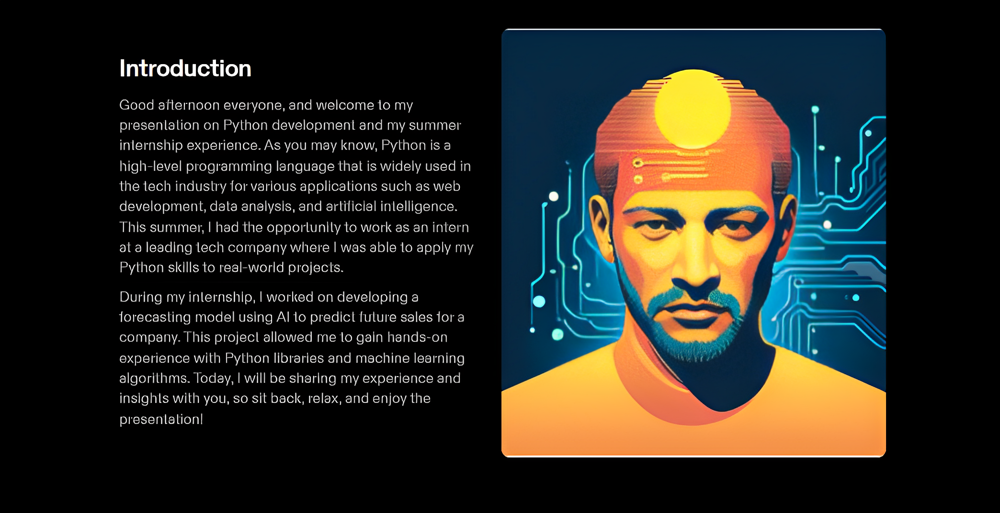 Introduction
Good afternoon everyone, and welcome to my
presentation on Python development and my summer
internship experience. As you may know, Python is a
high-level programming language that is widely used in
the tech industry for various applications such as web
development, data analysis, and artificial intelligence.
This summer, I had the opportunity to work as an intern
at a leading tech company where I was able to apply my
Python skills to real-world projects.
During my internship, I worked on developing a
forecasting model using AI to predict future sales for a
company. This project allowed me to gain hands-on
experience with Python libraries and machine learning
algorithms. Today, I will be sharing my experience and
insights with you, so sit back, relax, and enjoy the
presentation!